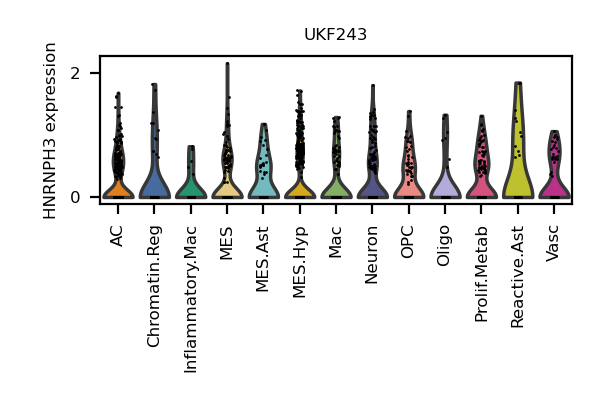 UKF243
HNRNPH3 expression
2
0
AC
Chromatin.Reg
Inflammatory.Mac
MES
MES.Ast
MES.Hyp
Mac
Neuron
OPC
Oligo
Prolif.Metab
Reactive.Ast
Vasc